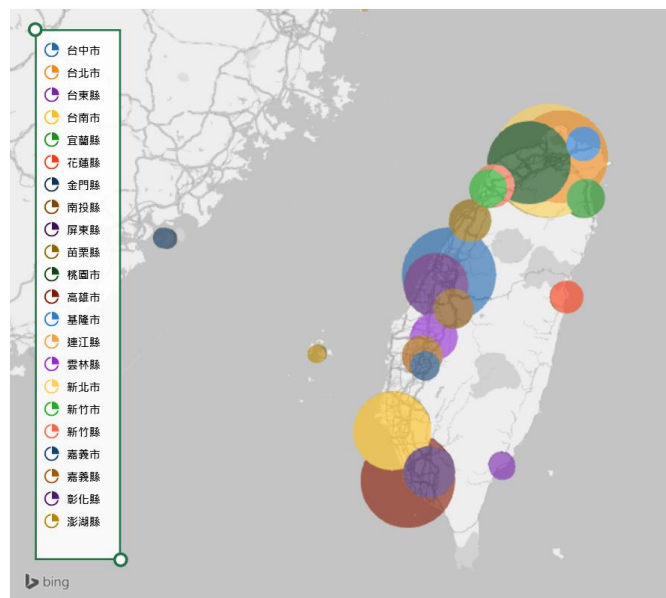 台中市
台北市
台東縣
台南市
宜蘭縣
花蓮縣
金門縣
南投縣
屏東縣
苗栗縣
桃園市
高雄市
基隆市
連江縣
雲林縣
新北市
新竹市
新竹縣
嘉義市
嘉義縣
彰化縣
澎湖縣
bing